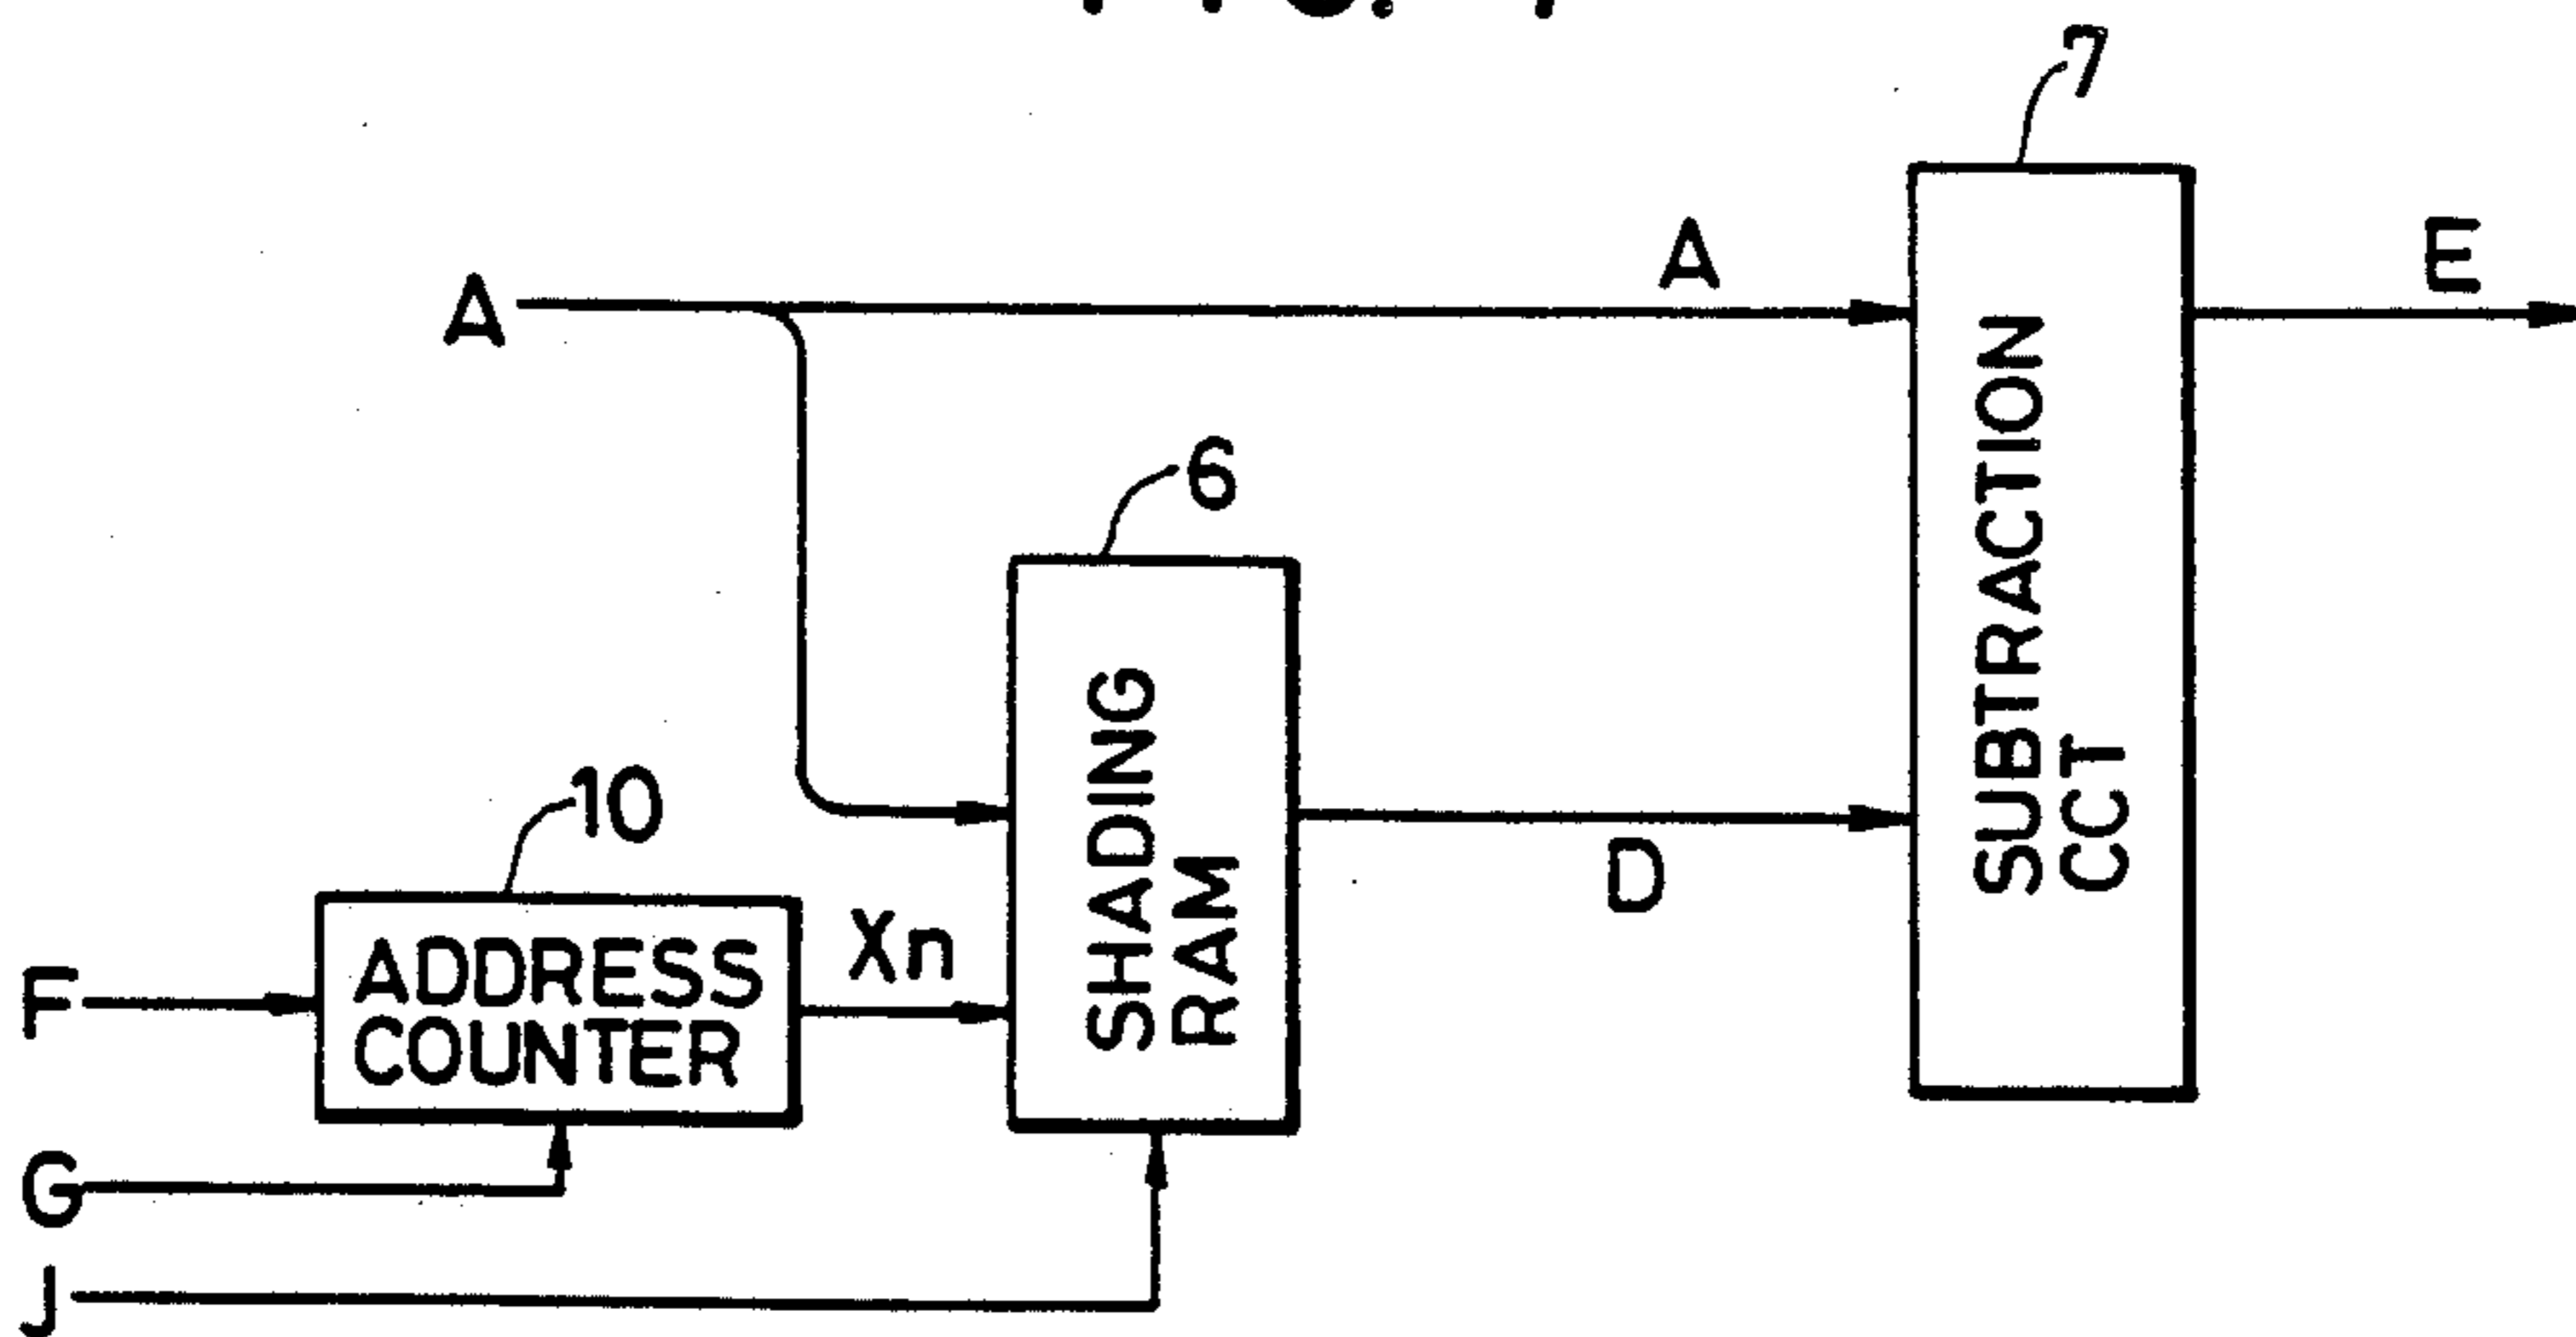 7
A
A
E
6
SUBTRACTION
CCT
SHADING
RAM
D
10
Xn
F
ADDRESS
COUNTER
G
J